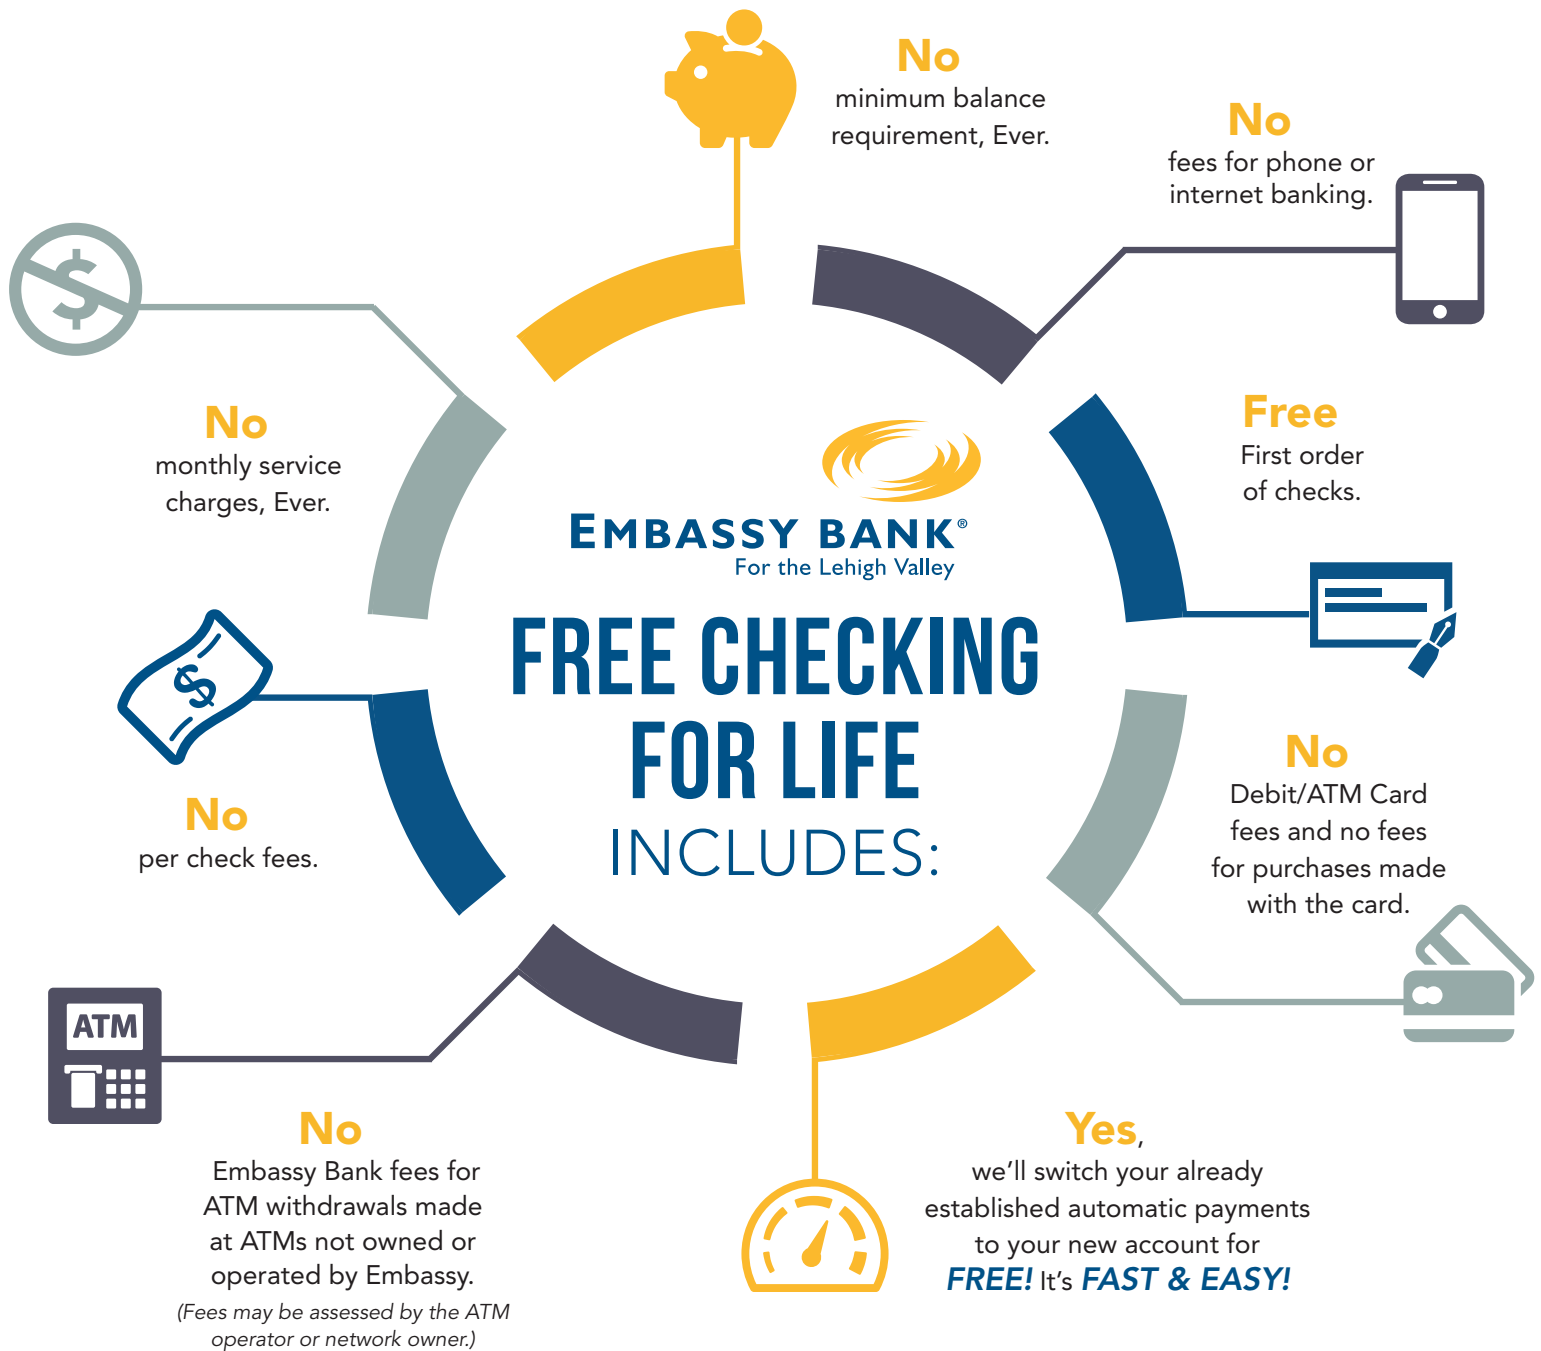 No
minimum balance
requirement, Ever.
No
fees for phone or
internet banking.
$
No
monthly service
charges, Ever.
Free
First order
of checks.
EMBASSY BANK®
For the Lehigh Valley
FREE CHECKING
FOR LIFE
INCLUDES:
$
No
per check fees.
No
Debit/ATM Card
fees and no fees
for purchases made
with the card.
ATM
No
Embassy Bank fees for
ATM withdrawals made
at ATMs not owned or
operated by Embassy.
(Fees may be assessed by the ATM
operator or network owner.)
Yes,
we’ll switch your already
established automatic payments
to your new account for
FREE! It’s FAST & EASY!